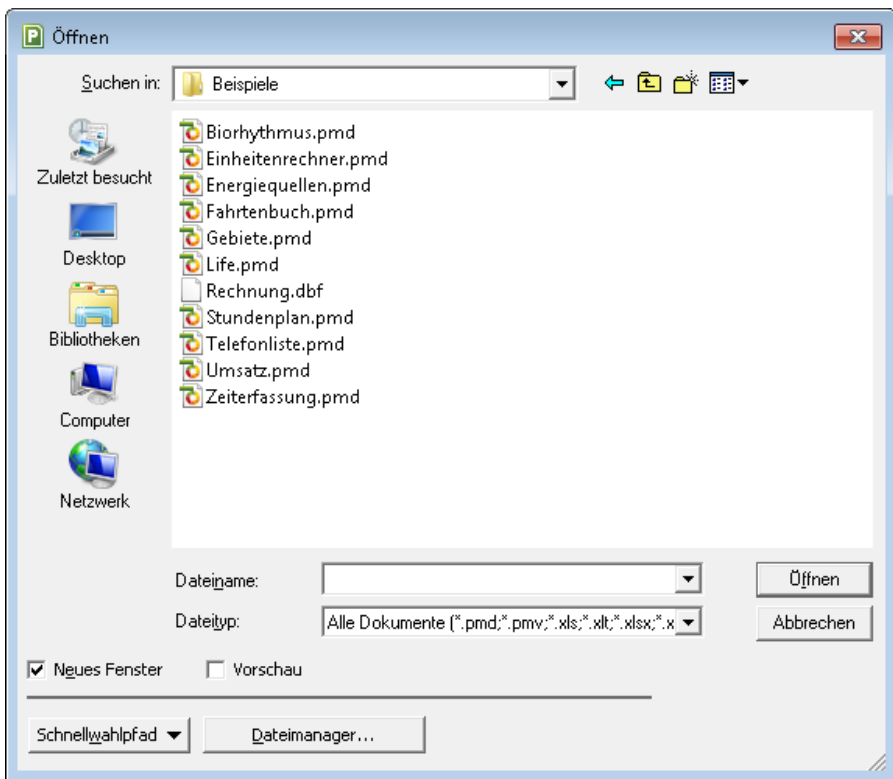 Öffnen
Suchen in:
Beispiele
Zuletzt besucht
Desktop
Bibliotheken
Computer
Netzwerk
Biorhythmus.pmd
Einheitenrechner.pmd
Energiequellen.pmd
Fahrtenbuch.pmd
Gebiete.pmd
Life.pmd
Rechnung.dbf
Stundenplan.pmd
Telefonliste.pmd
Umsatz.pmd
Zeiterfassung.pmd
Dateiname:
Öffnen
Dateityp:
Alle Dokumente (*.pmd;*.pmv;*.xls;*.xlt;*.xlsx;*.x
Abbrechen
Neues Fenster
Vorschau
Schnellwahlpfad
Dateimanager...